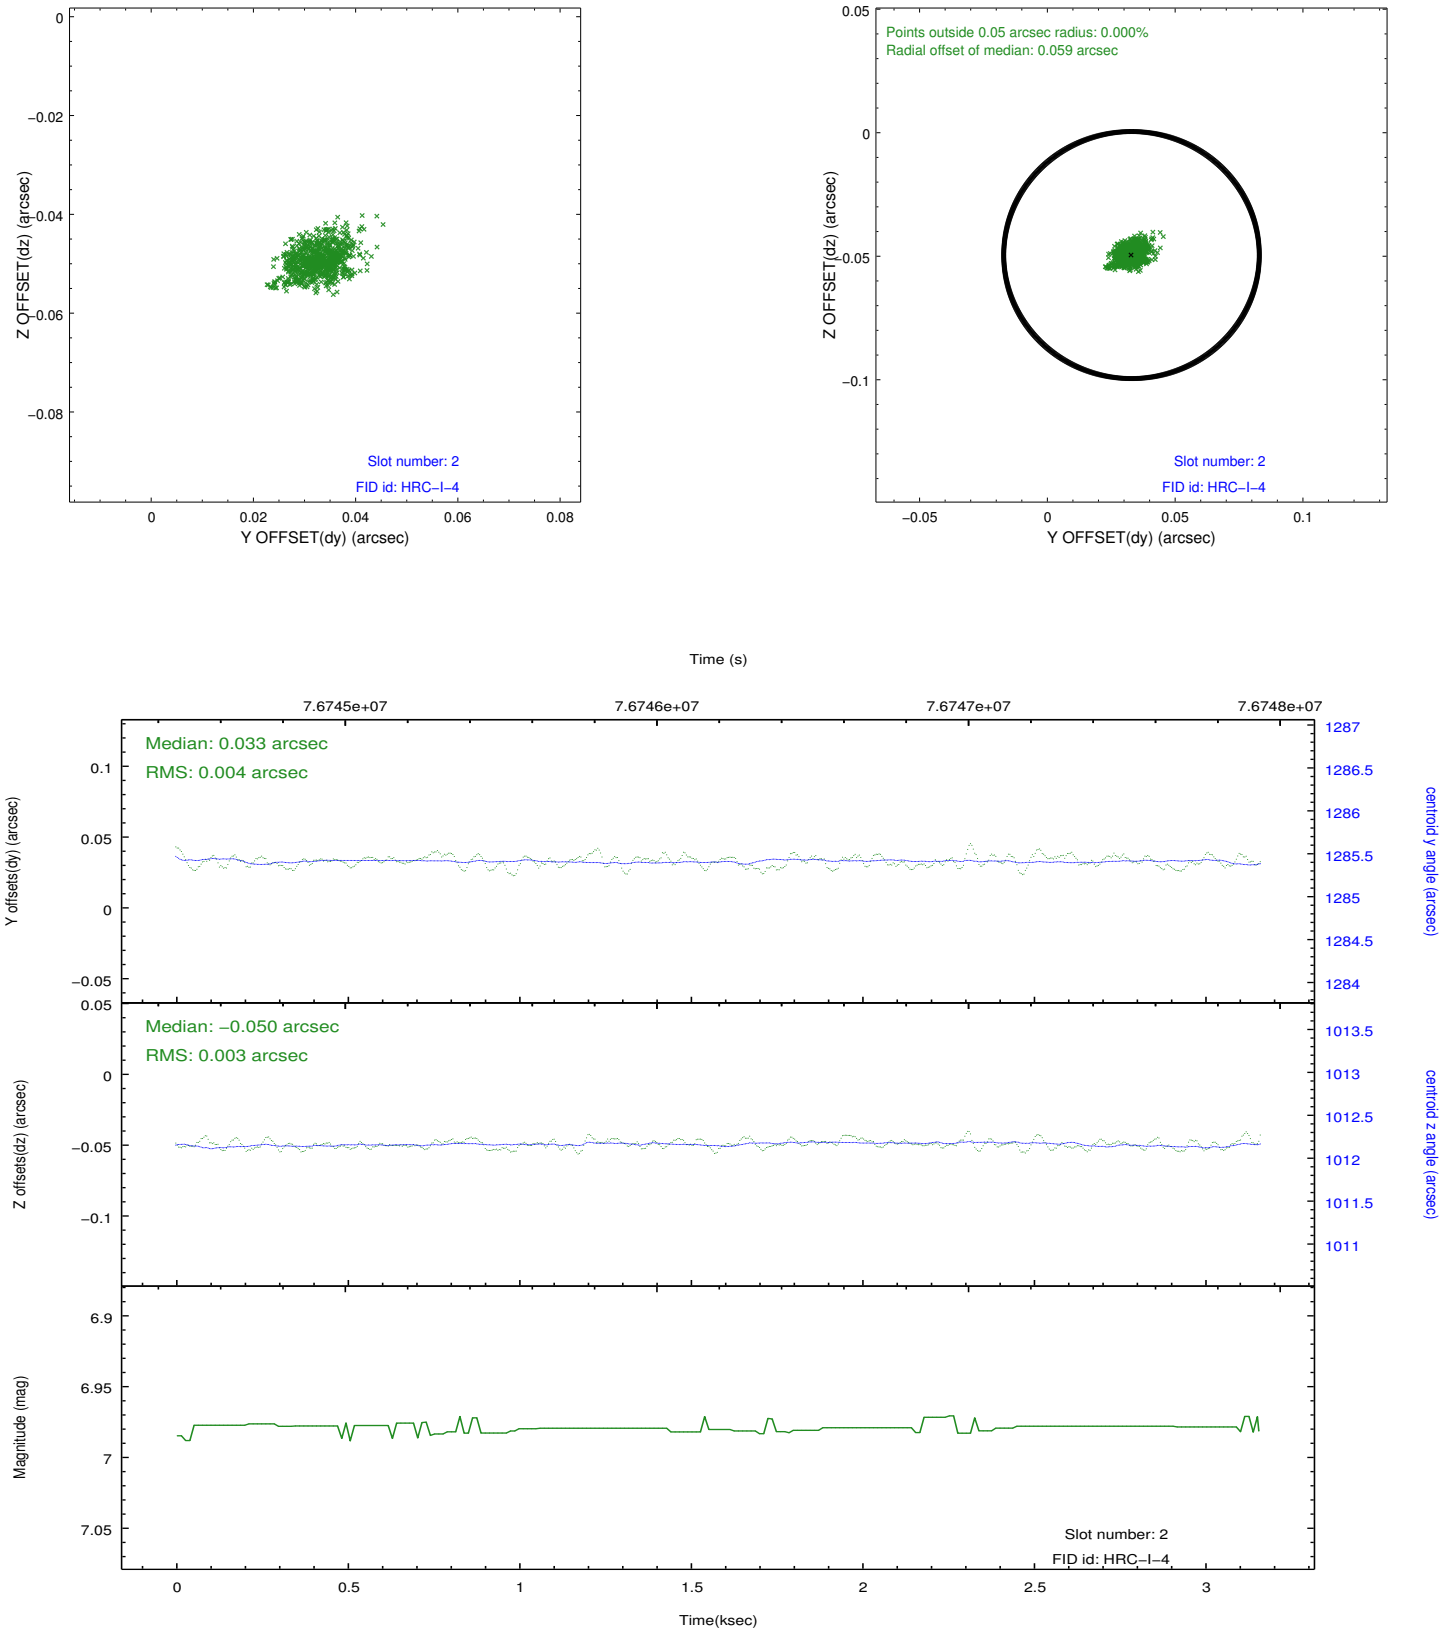 0
−0.02
−0.04
−0.06
−0.08
Z OFFSET(dz) (arcsec)
Slot number: 2
FID id: HRC−I−4
0 0.02 0.04 0.06 0.08
Y OFFSET(dy) (arcsec)
Points outside 0.05 arcsec radius: 0.000%
Radial offset of median: 0.059 arcsec
0.05
0
−0.05
−0.1
Z OFFSET(dz) (arcsec)
Slot number: 2
FID id: HRC−I−4
−0.05 0 0.05 0.1
Y OFFSET(dy) (arcsec)
Time (s)
7.6745e+07 7.6746e+07 7.6747e+07 7.6748e+07
Median: 0.033 arcsec
RMS: 0.004 arcsec
0.1
0.05
0
−0.05
Y offsets(dy) (arcsec)
1287
1286.5
1286
1285.5
1285
1284.5
1284
centroid y angle (arcsec)
Median: −0.050 arcsec
RMS: 0.003 arcsec
0.05
0
−0.05
−0.1
Z offsets(dz) (arcsec)
1013.5
1013
1012.5
1012
1011.5
1011
centroid z angle (arcsec)
6.9
6.95
7
7.05
Magnitude (mag)
Slot number: 2
FID id: HRC−I−4
0 0.5 1 1.5 2 2.5 3
Time(ksec)